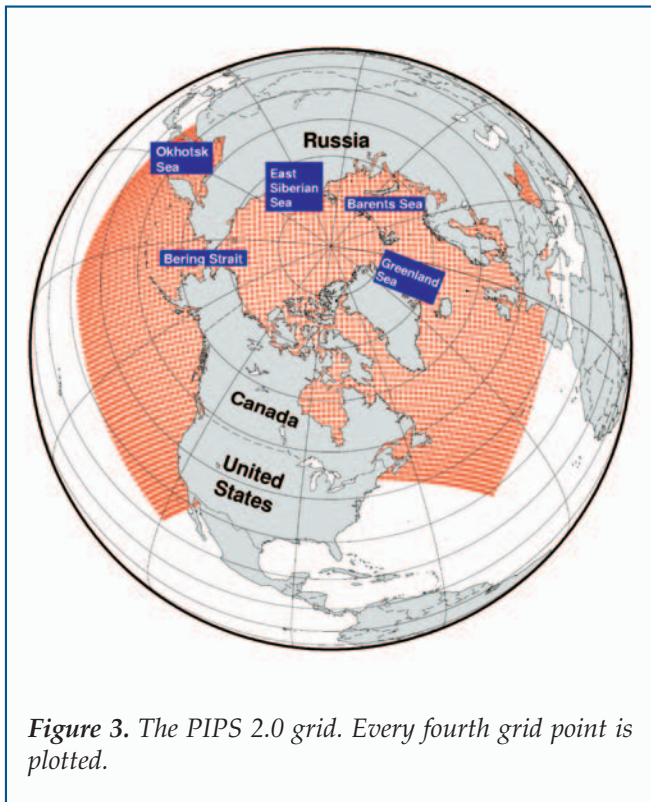 Russia
Okhotsk
Sea
East
Siberian
Sea
Barents Sea
Bering Strait
Greenland
Sea
Canada
United
States
Figure 3. The PIPS 2.0 grid. Every fourth grid point is
plotted.